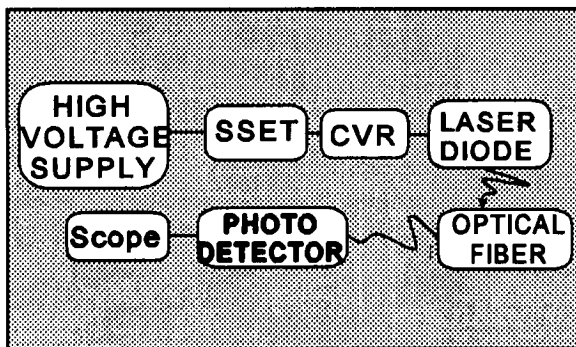 HIGH
VOLTAGE
SUPPLY
SSET
CVR
LASER
DIODE
Scope
PHOTO
DETECTOR
OPTICAL
FIBER